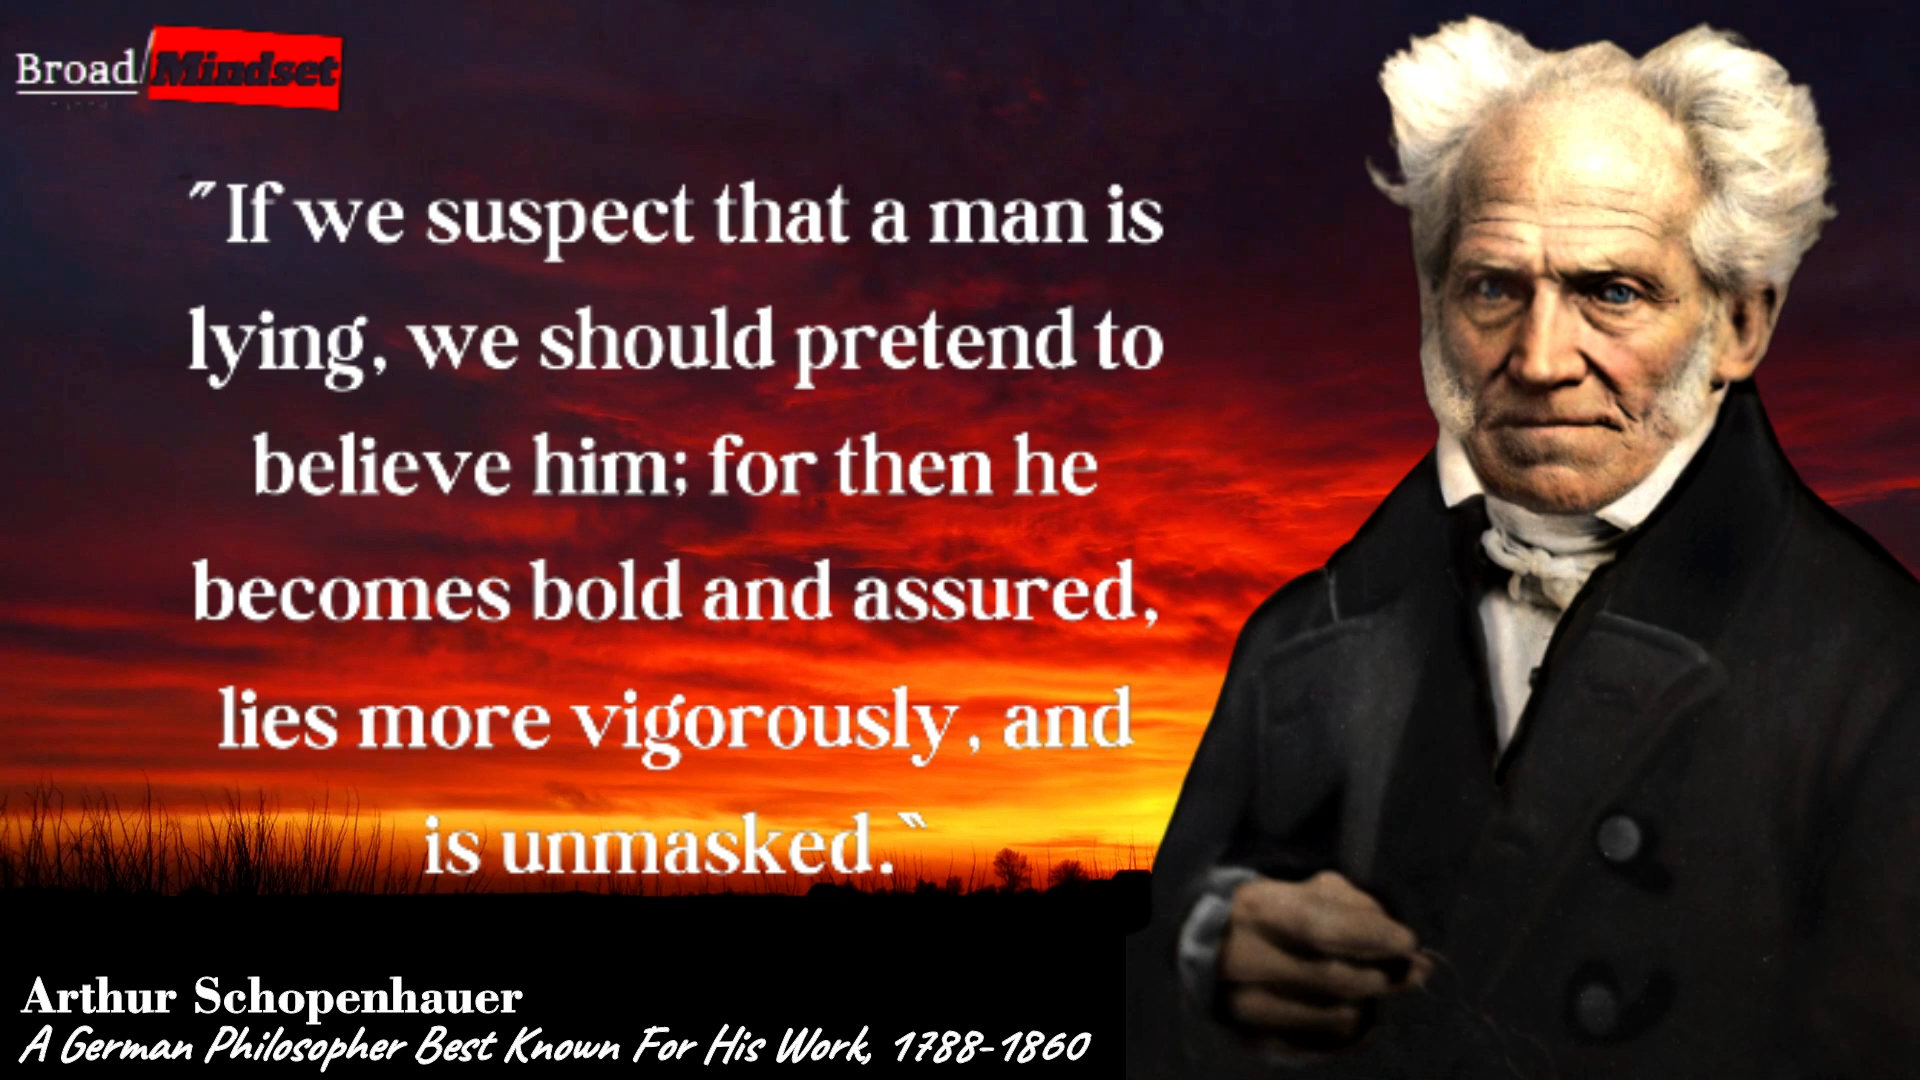 Broad/Mindset
"If we suspect that a man is
lying, we should pretend to
believe him; for then he
becomes bold and assured,
lies more vigorously, and
is unmasked."
Arthur Schopenhauer
A German Philosopher Best Known For His Work, 1788-1860